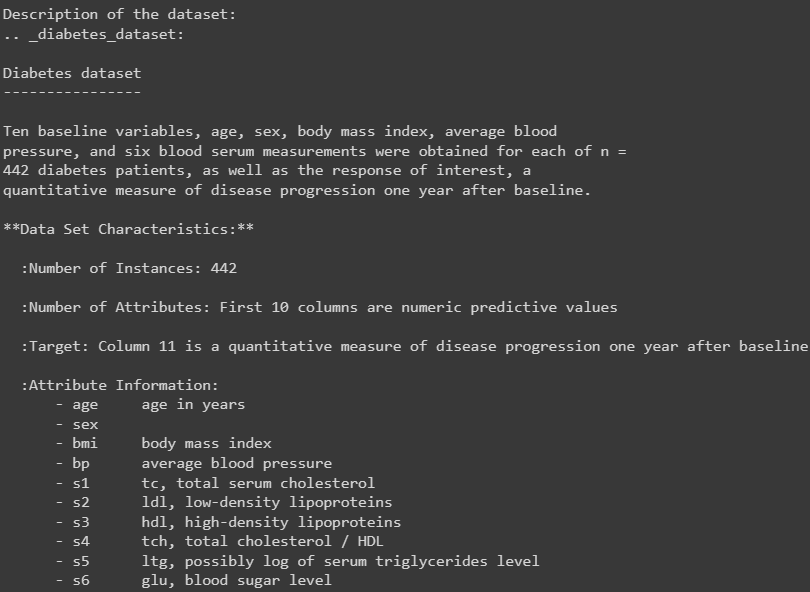 Description of the dataset:
.. _diabetes_dataset:
Diabetes dataset
----------------
Ten baseline variables, age, sex, body mass index, average blood
pressure, and six blood serum measurements were obtained for each of n =
442 diabetes patients, as well as the response of interest, a
quantitative measure of disease progression one year after baseline.
**Data Set Characteristics:**
:Number of Instances: 442
:Number of Attributes: First 10 columns are numeric predictive values
:Target: Column 11 is a quantitative measure of disease progression one year after baseline
:Attribute Information:
- age age in years
- sex
- bmi body mass index
- bp average blood pressure
- s1 tc, total serum cholesterol
- s2 ldl, low-density lipoproteins
- s3 hdl, high-density lipoproteins
- s4 tch, total cholesterol / HDL
- s5 ltg, possibly log of serum triglycerides level
- s6 glu, blood sugar level